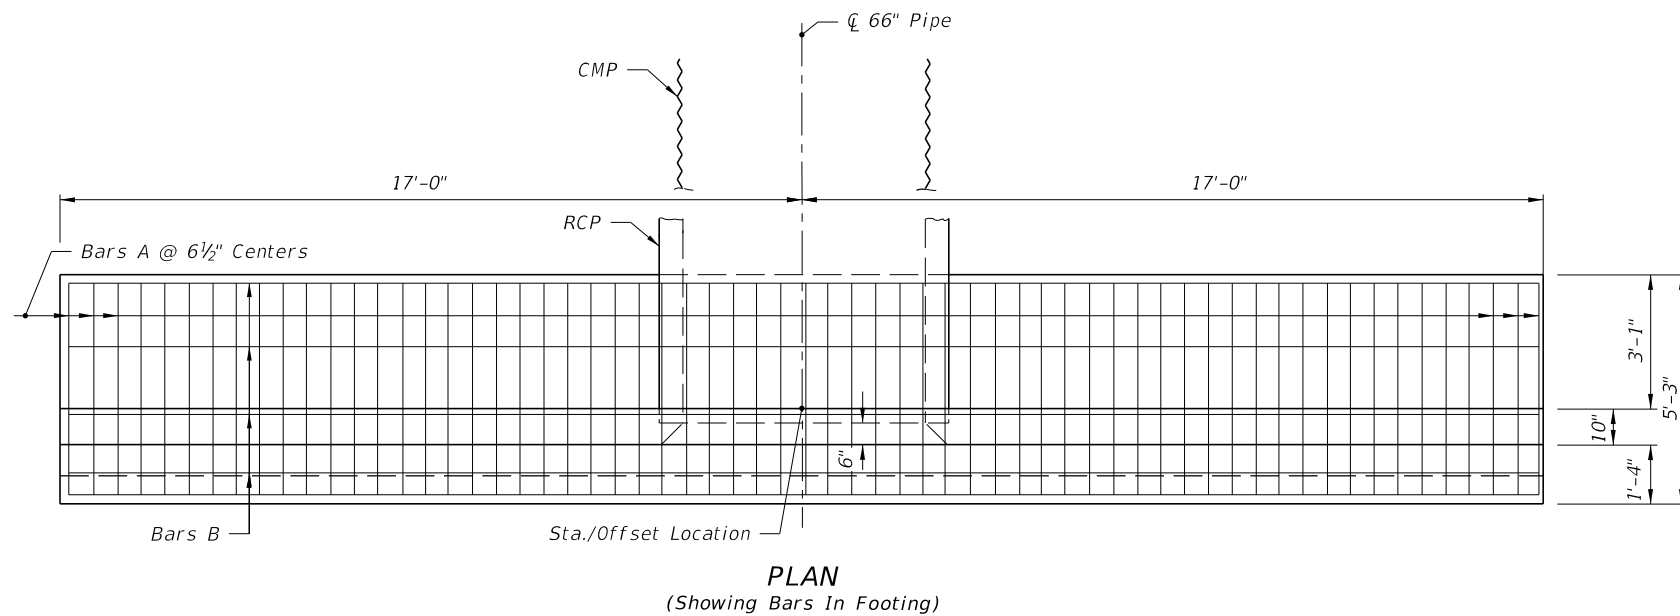 ℄ 66" Pipe
CMP
17'-0"
17'-0"
RCP
Bars A @ 6½" Centers
3'-1"
5'-3"
10"
6"
1'-4"
Bars B
Sta./Offset Location
PLAN
(Showing Bars In Footing)